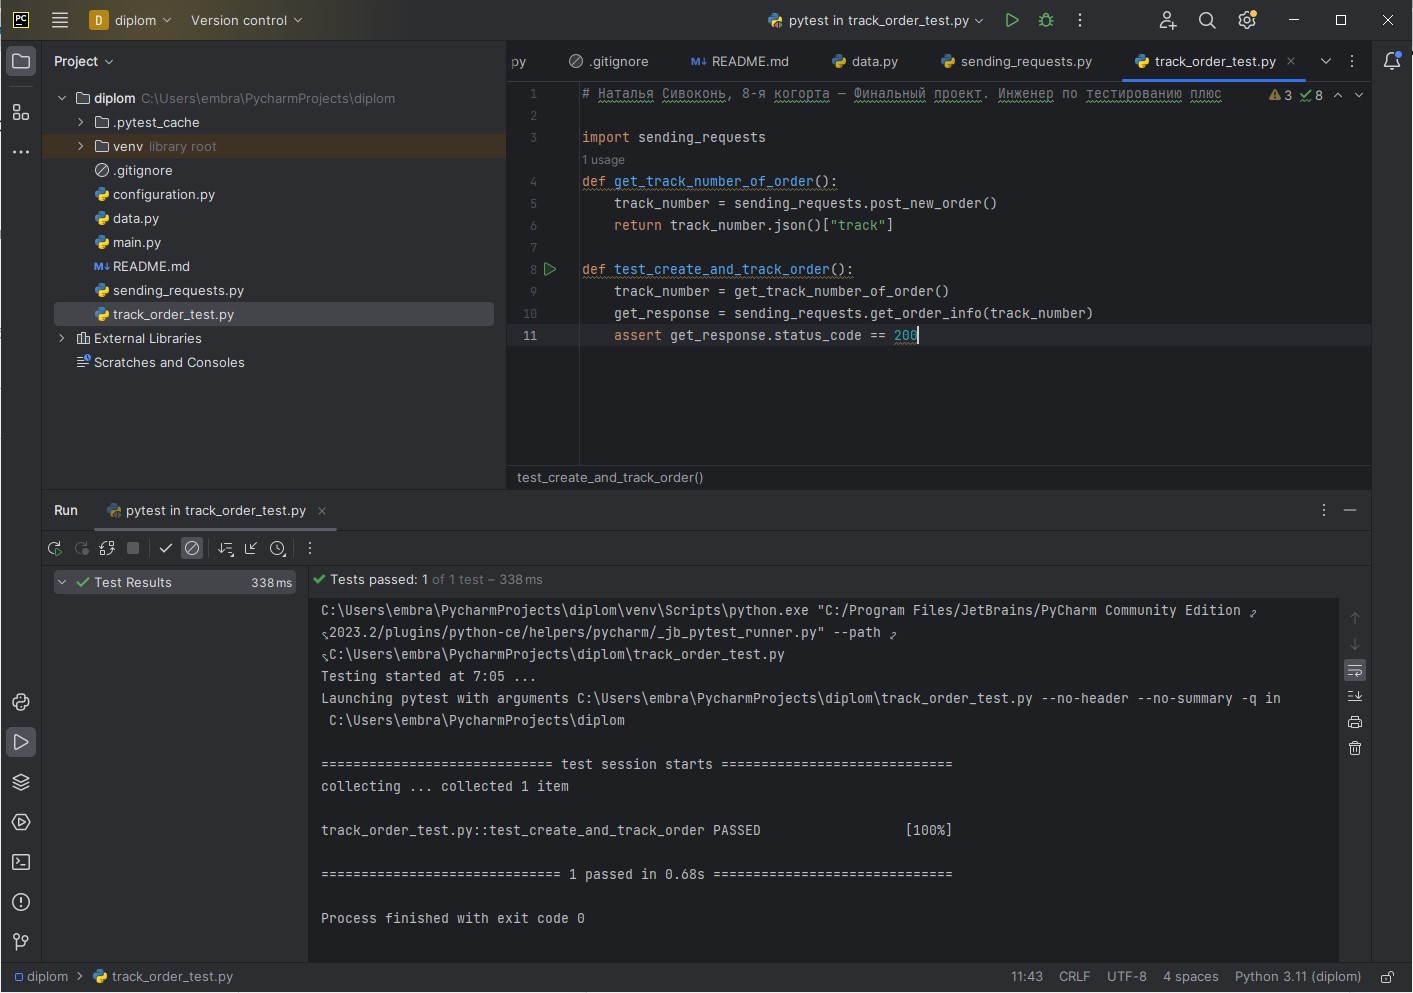 PC
D diplom
Version control
pytest in track_order_test.py
Project
py
.gitignore
README.md
data.py
sending_requests.py
track_order_test.py
diplom C:\Users\embra\PycharmProjects\diplom
.pytest_cache
venv library root
.gitignore
configuration.py
data.py
main.py
README.md
sending_requests.py
track_order_test.py
External Libraries
Scratches and Consoles
1 # Наталья Сивоконь, 8-я когорта — Финальный проект. Инженер по тестированию плюс
3 8
2
3 import sending_requests
1 usage
4 def get_track_number_of_order():
5 track_number = sending_requests.post_new_order()
6 return track_number.json()["track"]
7
8 def test_create_and_track_order():
9 track_number = get_track_number_of_order()
10 get_response = sending_requests.get_order_info(track_number)
11 assert get_response.status_code == 200
test_create_and_track_order()
Run
pytest in track_order_test.py
Test Results 338 ms
Tests passed: 1 of 1 test – 338 ms
C:\Users\embra\PycharmProjects\diplom\venv\Scripts\python.exe "C:/Program Files/JetBrains/PyCharm Community Edition
2023.2/plugins/python-ce/helpers/pycharm/_jb_pytest_runner.py" --path
C:\Users\embra\PycharmProjects\diplom\track_order_test.py
Testing started at 7:05 ...
Launching pytest with arguments C:\Users\embra\PycharmProjects\diplom\track_order_test.py --no-header --no-summary -q in
C:\Users\embra\PycharmProjects\diplom
============================= test session starts =============================
collecting ... collected 1 item
track_order_test.py::test_create_and_track_order PASSED [100%]
============================== 1 passed in 0.68s ==============================
Process finished with exit code 0
diplom > track_order_test.py
11:43 CRLF UTF-8 4 spaces Python 3.11 (diplom)